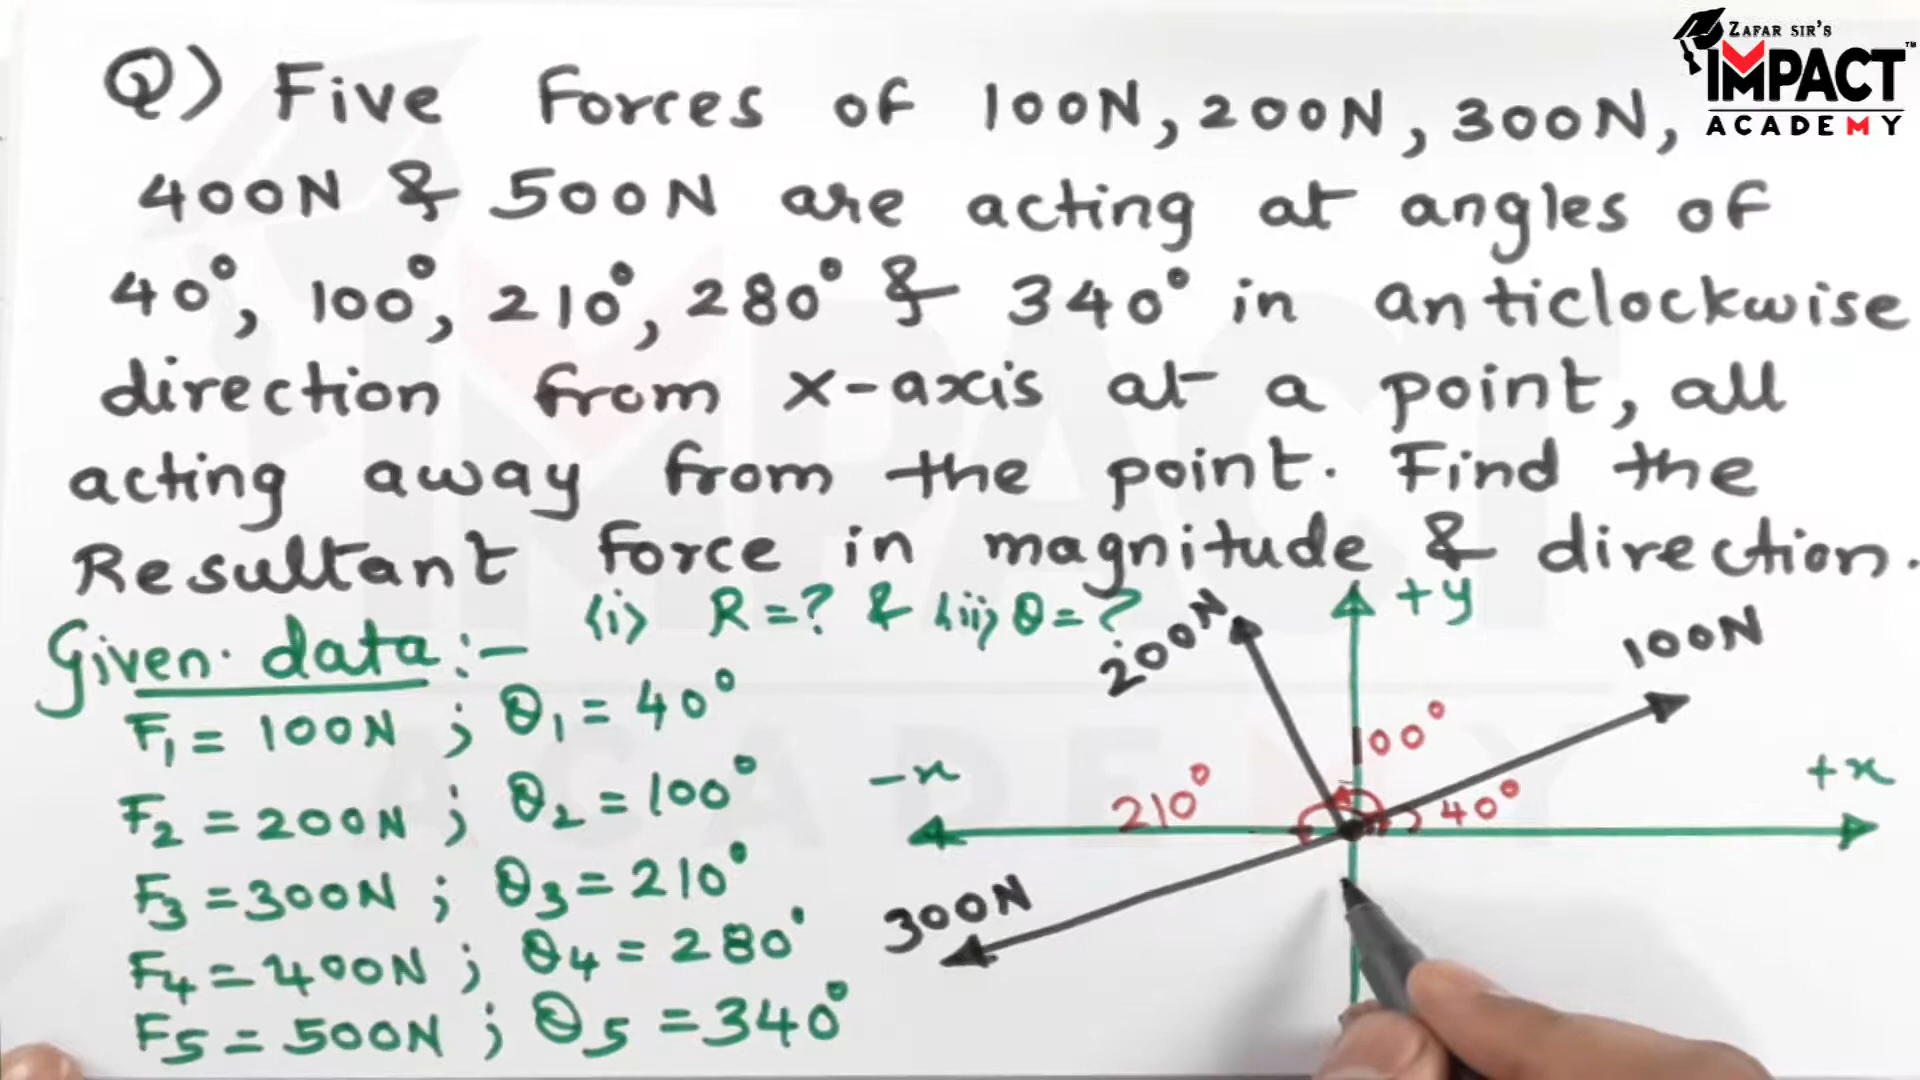 ZAFAR SIR'S
IMPACT™
ACADEMY
Q) Five Forces of 100N, 200N, 300N,
400N & 500N are acting at angles of
40°, 100°, 210°, 280° & 340° in anticlockwise
direction from x-axis at a point, all
acting away from the point. Find the
Resultant Force in magnitude & direction.
(i) R = ? & (ii) θ = ?
Given data :-
F₁ = 100N ; θ₁ = 40°
F₂ = 200N ; θ₂ = 100°
F₃ = 300N ; θ₃ = 210°
F₄ = 400N ; θ₄ = 280°
F₅ = 500N ; θ₅ = 340°
+y
200N
100N
100°
-x
+x
210°
40°
300N
IMPACT
ACADEMY